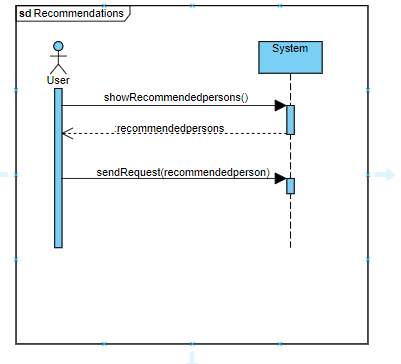 sd Recommendations
System
User
showRecommendedpersons()
:recommendedpersons
sendRequest(recommendedperson)